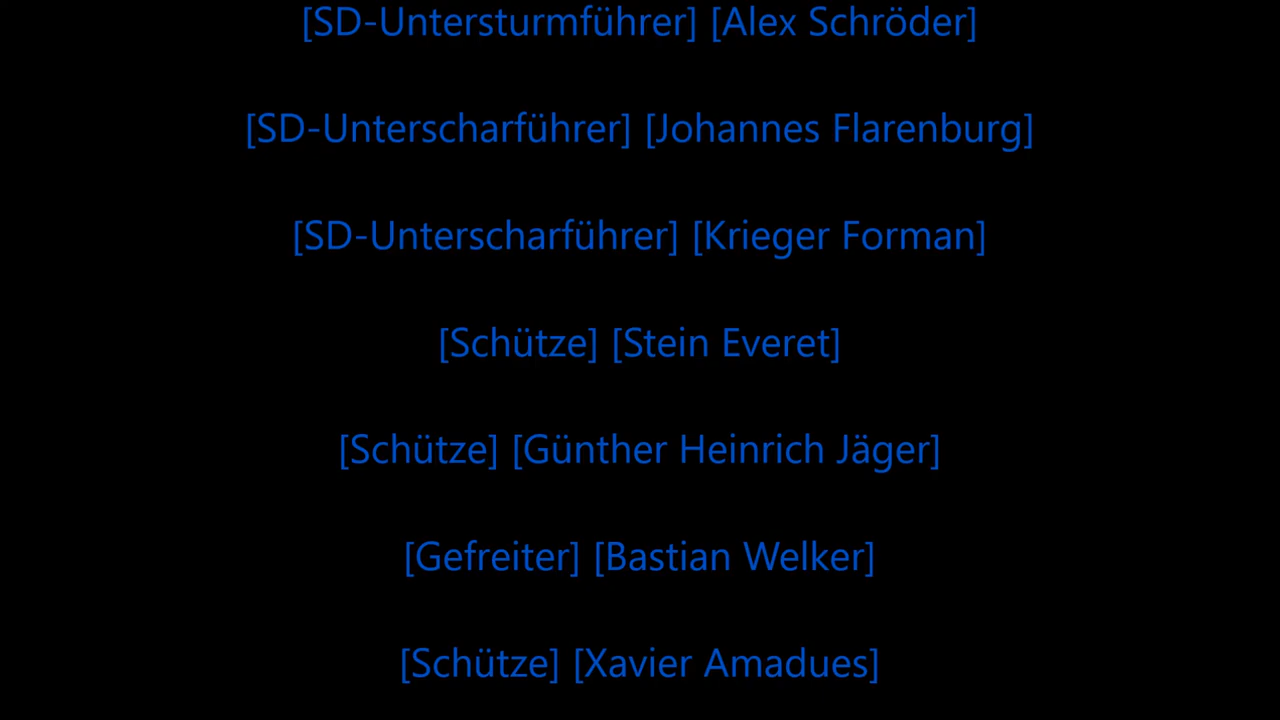 [SD-Untersturmführer] [Alex Schröder]
[SD-Unterscharführer] [Johannes Flarenburg]
[SD-Unterscharführer] [Krieger Forman]
[Schütze] [Stein Everet]
[Schütze] [Günther Heinrich Jäger]
[Gefreiter] [Bastian Welker]
[Schütze] [Xavier Amadues]